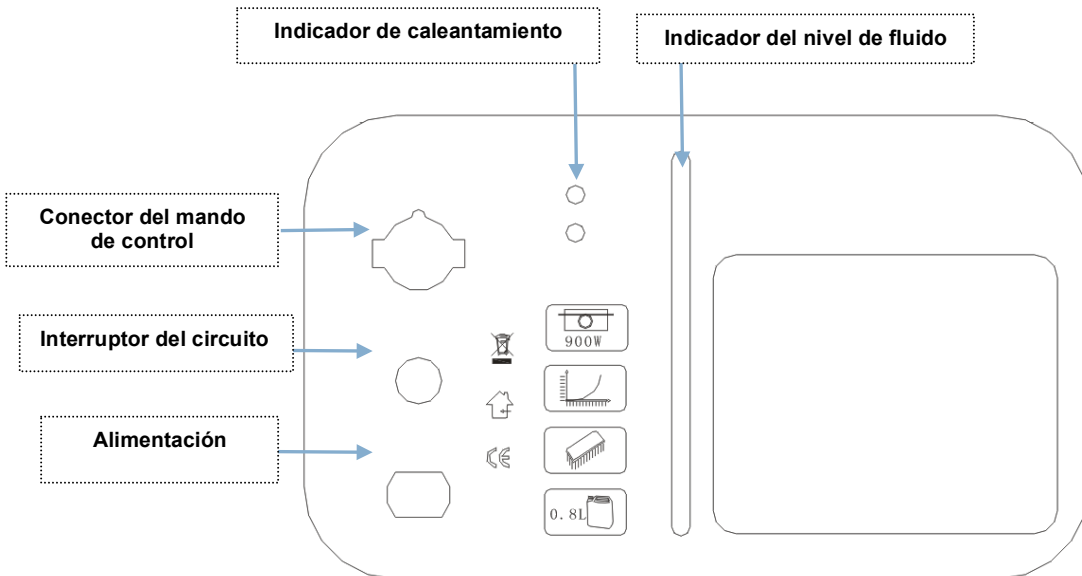 Indicador de caleantamiento
Indicador del nivel de fluido
Conector del mando
de control
Interruptor del circuito
900W
Alimentación
CE
0.8L